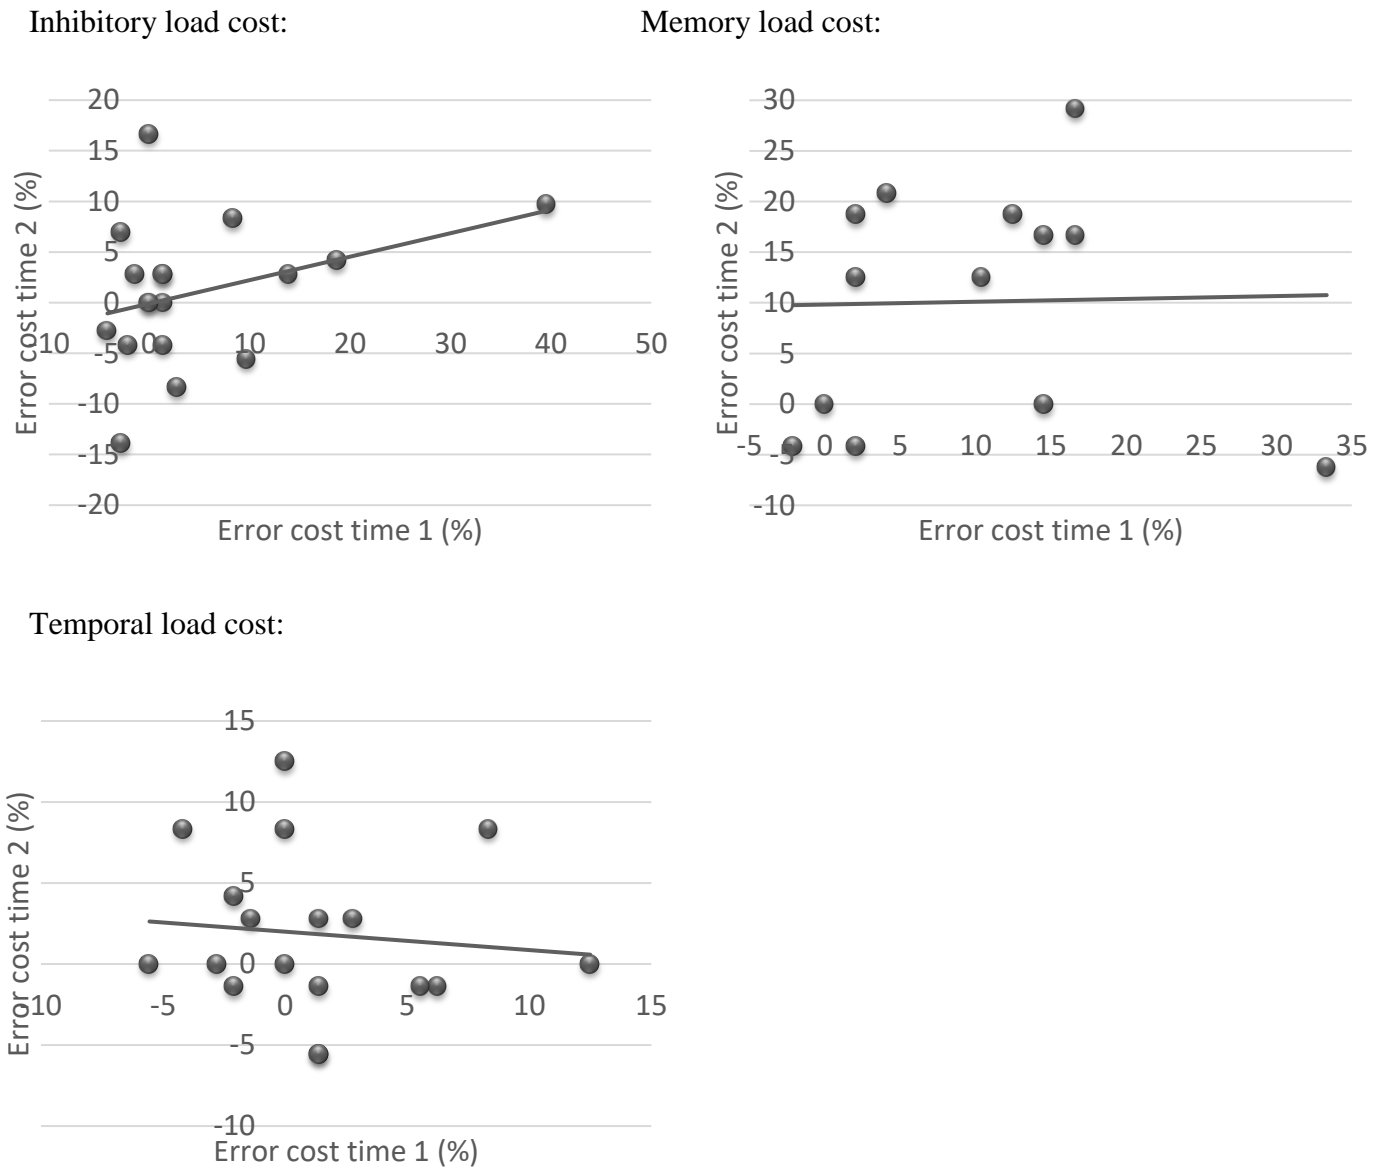 Inhibitory load cost:
Memory load cost:
20
15
10
5
0
-5
-10
-15
-20
-10 0 10 20 30 40 50
Error cost time 2 (%)
Error cost time 1 (%)
30
25
20
15
10
5
0
-5
-10
-5 0 5 10 15 20 25 30 35
Error cost time 2 (%)
Error cost time 1 (%)
Temporal load cost:
15
10
5
0
-5
-10
-10 -5 0 5 10 15
Error cost time 2 (%)
Error cost time 1 (%)